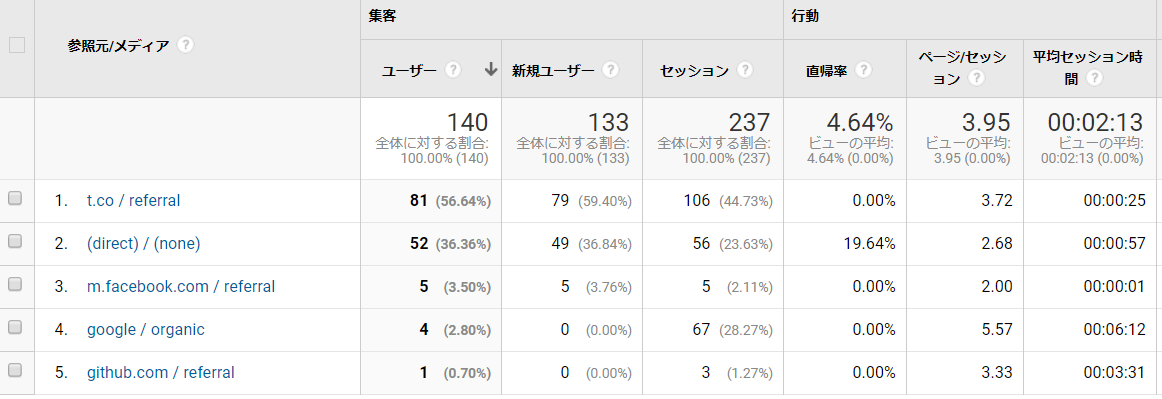 集客 行動
参照元/メディア ?
ユーザー ? ↓ 新規ユーザー ? セッション ? 直帰率 ? ページ/セッシ
ョン ? 平均セッション時
間 ?
140 133 237 4.64% 3.95 00:02:13
全体に対する割合: 全体に対する割合: 全体に対する割合: ビューの平均: ビューの平均: ビューの平均:
100.00% (140) 100.00% (133) 100.00% (237) 4.64% (0.00%) 3.95 (0.00%) 00:02:13 (0.00%)
1. t.co / referral 81 (56.64%) 79 (59.40%) 106 (44.73%) 0.00% 3.72 00:00:25
2. (direct) / (none) 52 (36.36%) 49 (36.84%) 56 (23.63%) 19.64% 2.68 00:00:57
3. m.facebook.com / referral 5 (3.50%) 5 (3.76%) 5 (2.11%) 0.00% 2.00 00:00:01
4. google / organic 4 (2.80%) 0 (0.00%) 67 (28.27%) 0.00% 5.57 00:06:12
5. github.com / referral 1 (0.70%) 0 (0.00%) 3 (1.27%) 0.00% 3.33 00:03:31